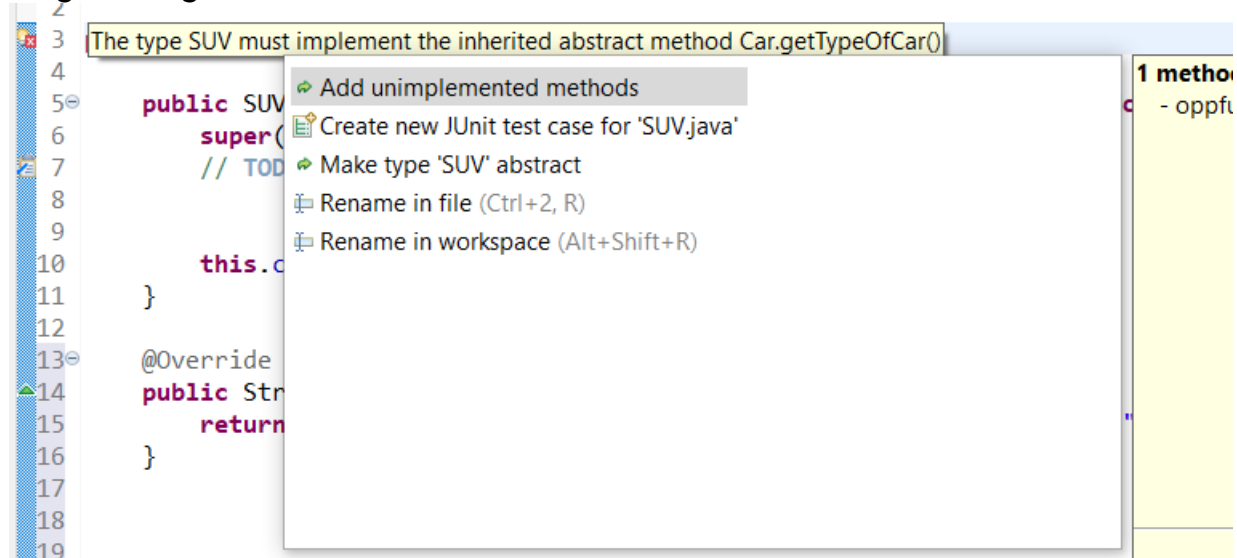 2
3 The type SUV must implement the inherited abstract method Car.getTypeOfCar()
4
Add unimplemented methods
1 method
5 public SUV
- oppfu
Create new JUnit test case for 'SUV.java'
6 super(
7 // TOD
Make type 'SUV' abstract
8
Rename in file (Ctrl+2, R)
9
Rename in workspace (Alt+Shift+R)
10 this.c
11 }
12
13 @Override
14 public Str
15 return "
16 }
17
18
19